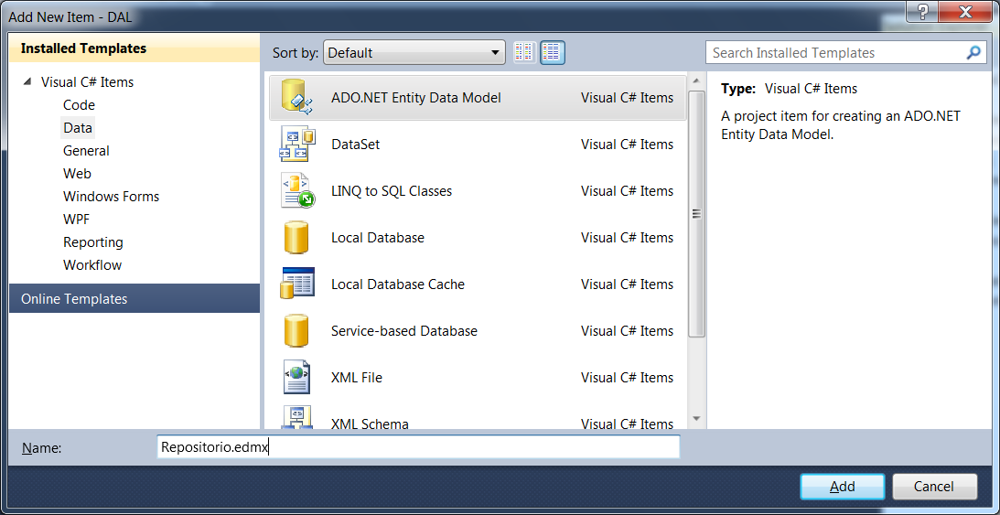 Add New Item - DAL
?
Installed Templates
Visual C# Items
Code
Data
General
Web
Windows Forms
WPF
Reporting
Workflow
Online Templates
Sort by: Default
ADO.NET Entity Data Model Visual C# Items
DataSet Visual C# Items
LINQ to SQL Classes Visual C# Items
Local Database Visual C# Items
Local Database Cache Visual C# Items
Service-based Database Visual C# Items
XML File Visual C# Items
XML Schema Visual C# Items
Search Installed Templates
Type: Visual C# Items
A project item for creating an ADO.NET
Entity Data Model.
Name: Repositorio.edmx
Add Cancel